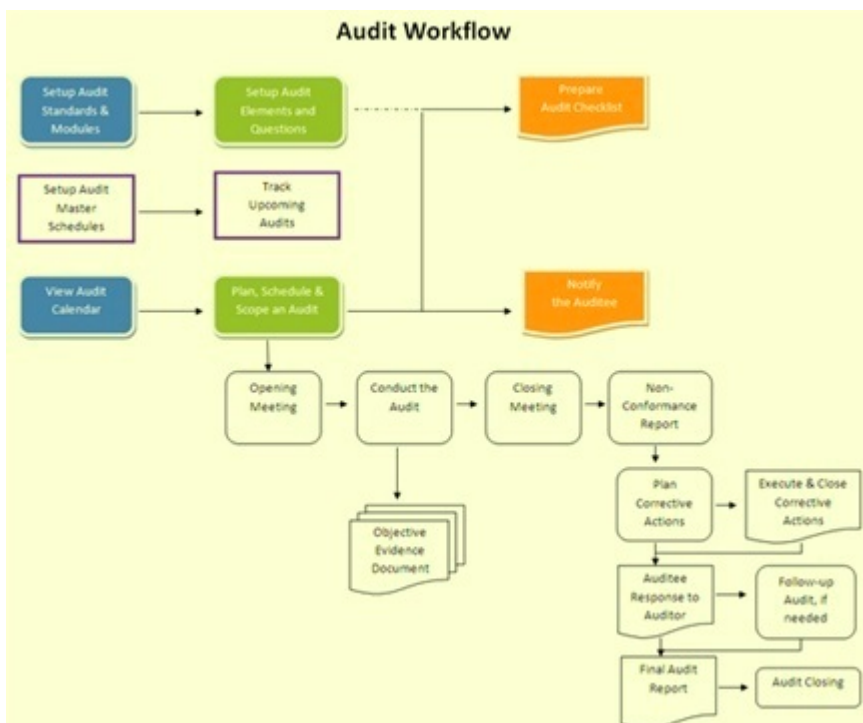 Audit Workflow
Setup Audit
Standards &
Modules
Setup Audit
Elements and
Questions
Prepare
Audit Checklist
Setup Audit
Master
Schedules
Track
Upcoming
Audits
View Audit
Calendar
Plan, Schedule &
Scope an Audit
Notify
the Auditee
Opening
Meeting
Conduct the
Audit
Closing
Meeting
Non-
Conformance
Report
Plan
Corrective
Actions
Execute & Close
Corrective
Actions
Objective
Evidence
Document
Auditee
Response to
Auditor
Follow-up
Audit, if
needed
Final Audit
Report
Audit Closing